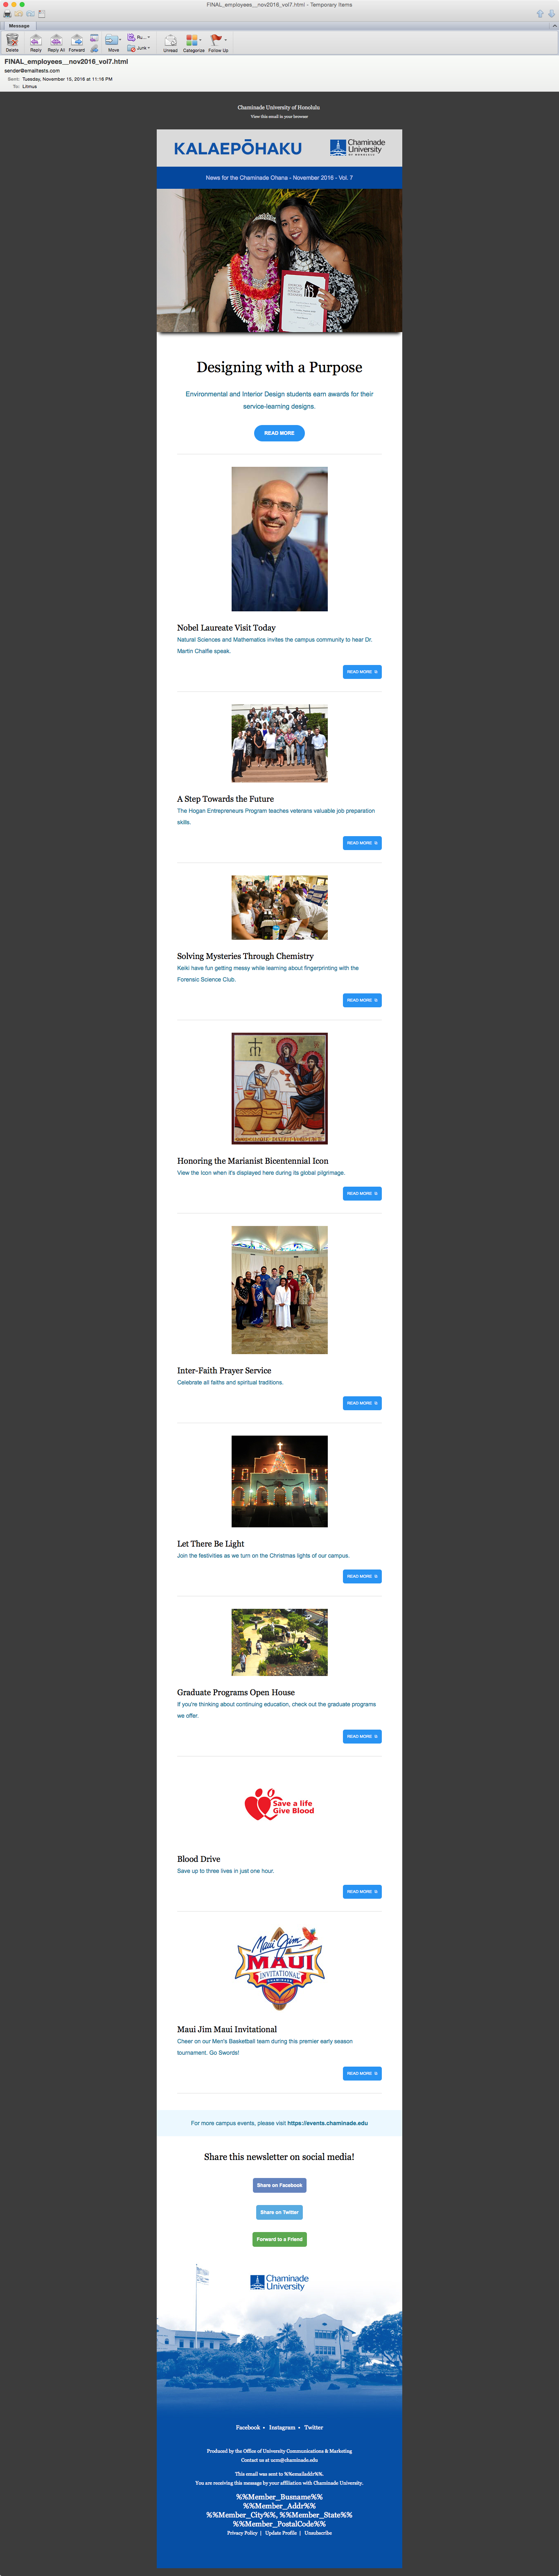 FINAL_employees__nov2016_vol7.html - Temporary Items
Message
Delete
Reply
Reply All
Forward
Move
Ru...
Junk
Unread
Categorize
Follow Up
FINAL_employees__nov2016_vol7.html
sender@emailtests.com
Sent: Tuesday, November 15, 2016 at 11:16 PM
To: Litmus
Chaminade University of Honolulu
View this email in your browser
KALAEPŌHAKU
Chaminade
University
OF HONOLULU
News for the Chaminade Ohana - November 2016 - Vol. 7
Designing with a Purpose
Environmental and Interior Design students earn awards for their
service-learning designs.
READ MORE
Nobel Laureate Visit Today
Natural Sciences and Mathematics invites the campus community to hear Dr.
Martin Chalfie speak.
READ MORE
A Step Towards the Future
The Hogan Entrepreneurs Program teaches veterans valuable job preparation
skills.
READ MORE
Solving Mysteries Through Chemistry
Keiki have fun getting messy while learning about fingerprinting with the
Forensic Science Club.
READ MORE
Honoring the Marianist Bicentennial Icon
View the Icon when it's displayed here during its global pilgrimage.
READ MORE
Inter-Faith Prayer Service
Celebrate all faiths and spiritual traditions.
READ MORE
Let There Be Light
Join the festivities as we turn on the Christmas lights of our campus.
READ MORE
Graduate Programs Open House
If you're thinking about continuing education, check out the graduate programs
we offer.
READ MORE
Save a life
Give Blood
Blood Drive
Save up to three lives in just one hour.
READ MORE
Maui Jim
MAUI
INVITATIONAL
CHAMINADE
Maui Jim Maui Invitational
Cheer on our Men's Basketball team during this premier early season
tournament. Go Swords!
READ MORE
For more campus events, please visit https://events.chaminade.edu
Share this newsletter on social media!
Share on Facebook
Share on Twitter
Forward to a Friend
Chaminade
University
Facebook • Instagram • Twitter
Produced by the Office of University Communications & Marketing
Contact us at ucm@chaminade.edu
This email was sent to %%emailaddr%%.
You are receiving this message by your affiliation with Chaminade University.
%%Member_Busname%%
%%Member_Addr%%
%%Member_City%%, %%Member_State%%
%%Member_PostalCode%%
Privacy Policy | Update Profile | Unsubscribe